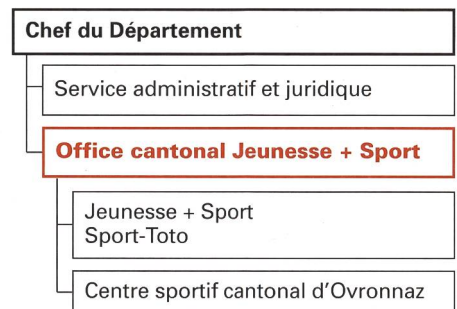 Chef du Département
Service administratif et juridique
Office cantonal Jeunesse + Sport
Jeunesse + Sport
Sport-Toto
Centre sportif cantonal d'Ovronnaz